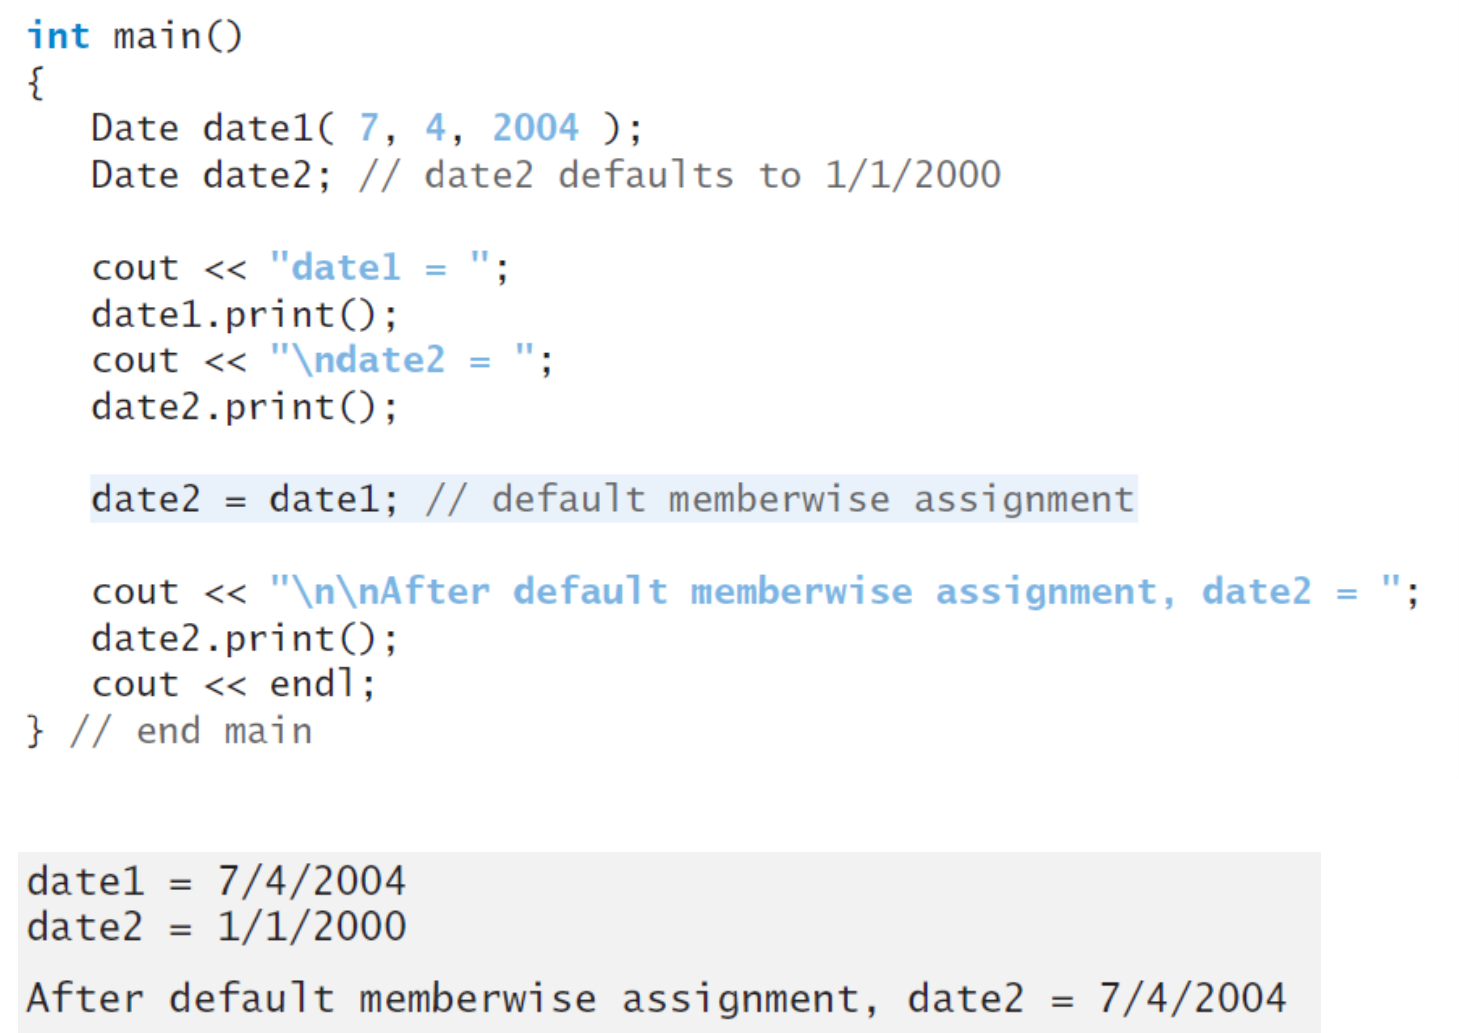 int main()
{
   Date date1( 7, 4, 2004 );
   Date date2; // date2 defaults to 1/1/2000
   cout << "date1 = ";
   date1.print();
   cout << "\ndate2 = ";
   date2.print();
   date2 = date1; // default memberwise assignment
   cout << "\n\nAfter default memberwise assignment, date2 = ";
   date2.print();
   cout << endl;
} // end main
date1 = 7/4/2004
date2 = 1/1/2000
After default memberwise assignment, date2 = 7/4/2004